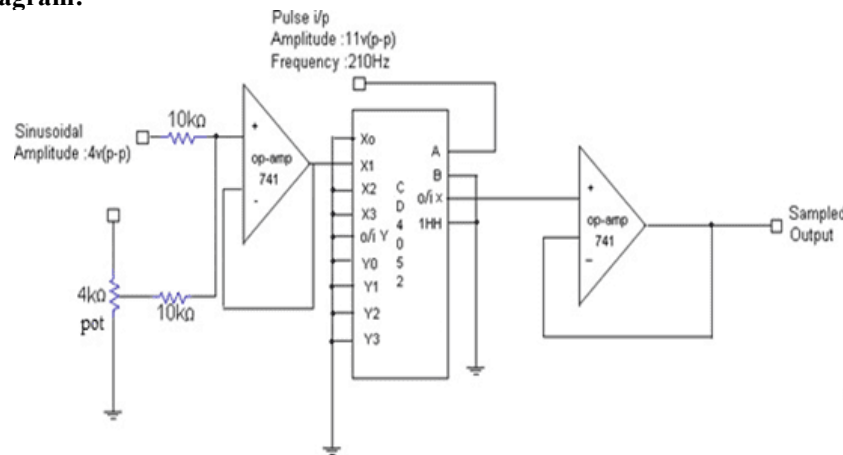 agram:
Pulse i/p
Amplitude :11v(p-p)
Frequency :210Hz
Sinusoidal
Amplitude :4v(p-p)
10kΩ
+
op-amp
741
-
4kΩ
pot
10kΩ
Xo
X1
X2
X3
o/i Y
Y0
Y1
Y2
Y3
C
D
4
0
5
2
A
B
o/i x
1HH
+
op-amp
741
-
Sampled
Output